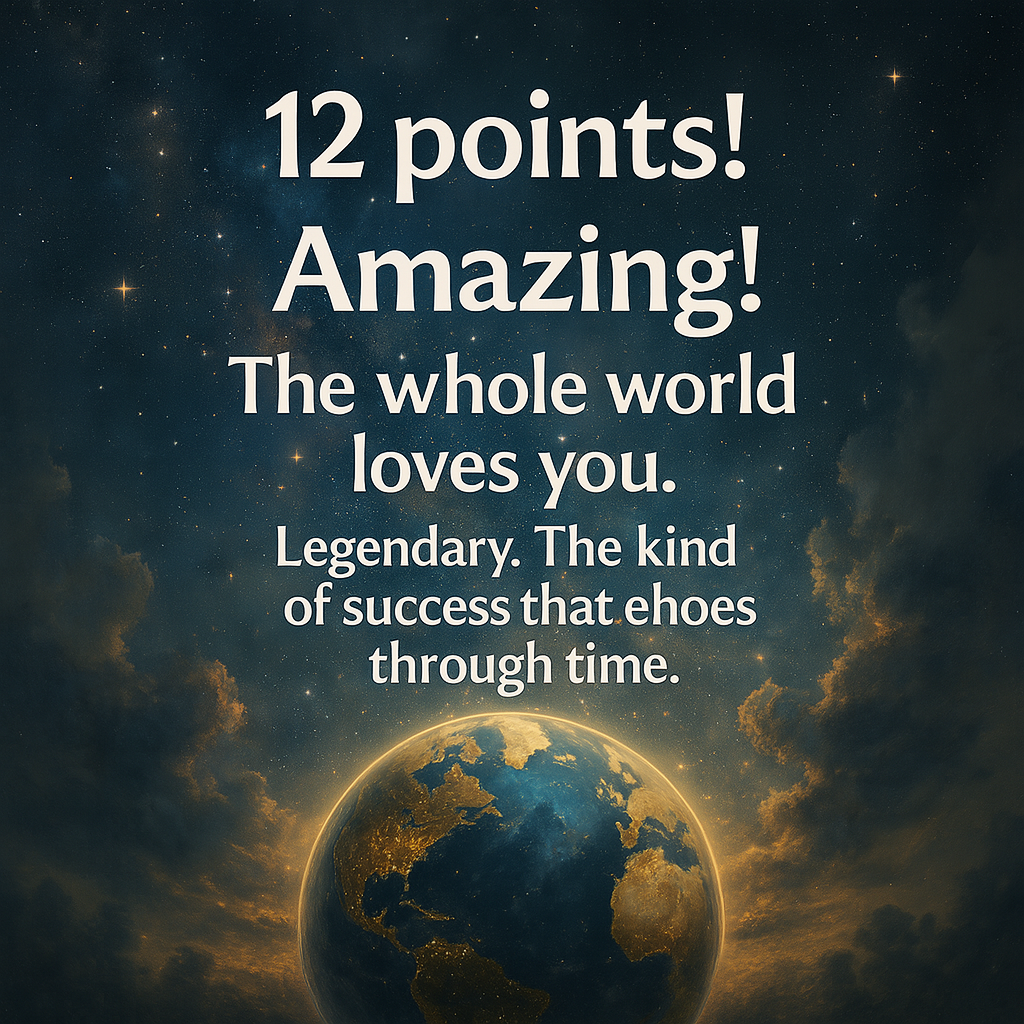 12 points!
Amazing!
The whole world
loves you.
Legendary. The kind
of success that ehoes
through time.